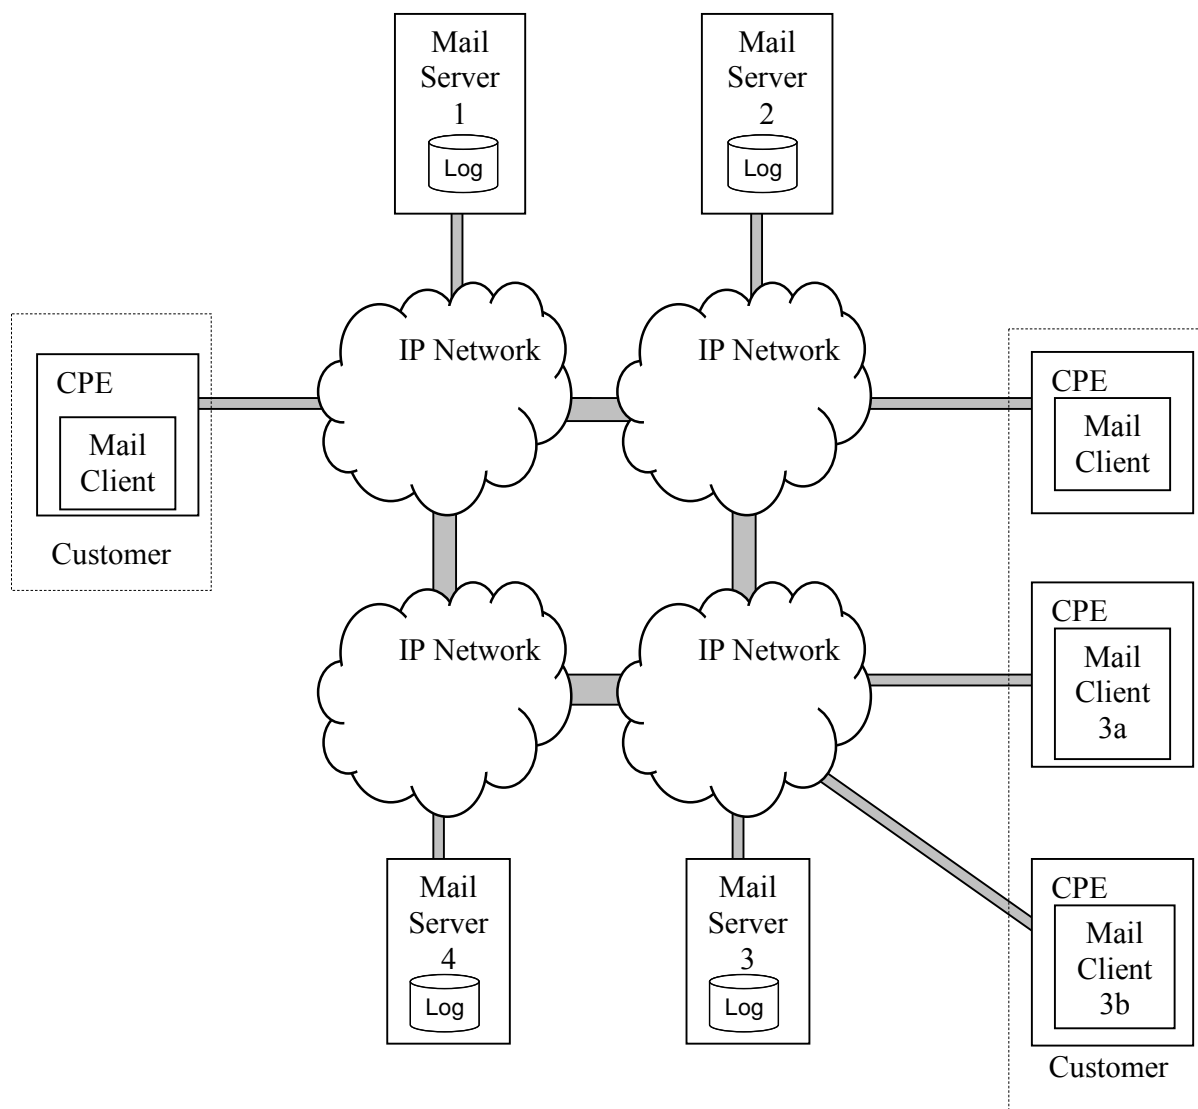 Mail
Server
1
Log
Mail
Server
2
Log
IP Network
IP Network
CPE
Mail
Client
Customer
CPE
Mail
Client
IP Network
IP Network
CPE
Mail
Client
3a
Mail
Server
4
Log
Mail
Server
3
Log
CPE
Mail
Client
3b
Customer